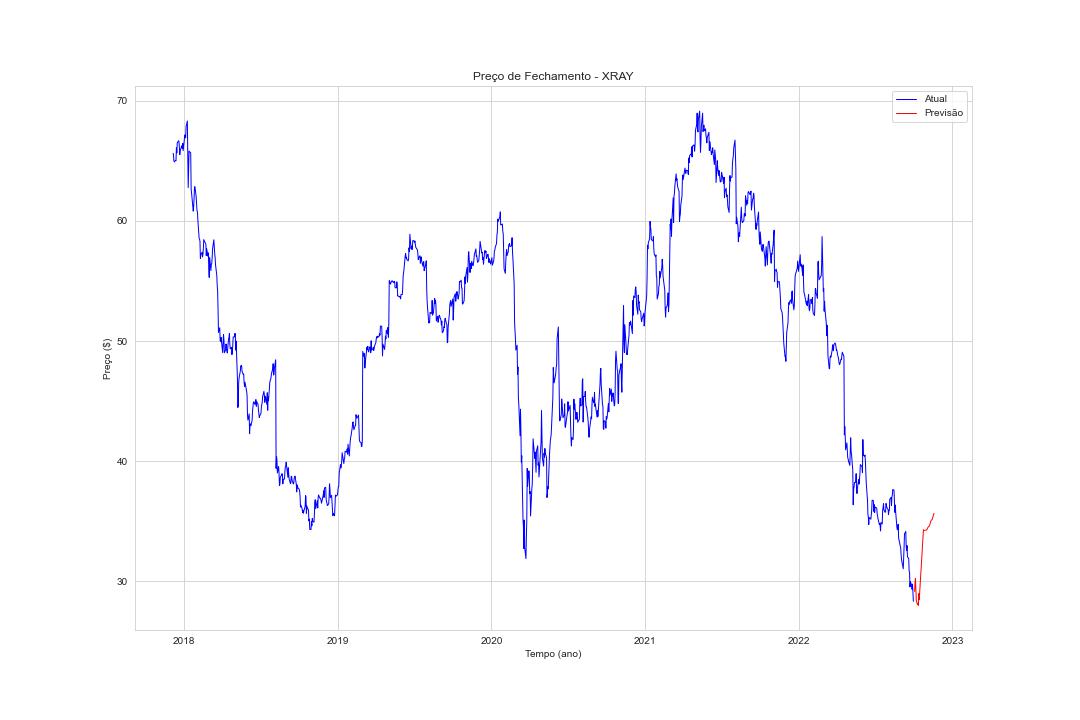 Preço de Fechamento - XRAY
Atual
Previsão
70
60
50
40
30
Preço ($)
2018
2019
2020
2021
2022
2023
Tempo (ano)